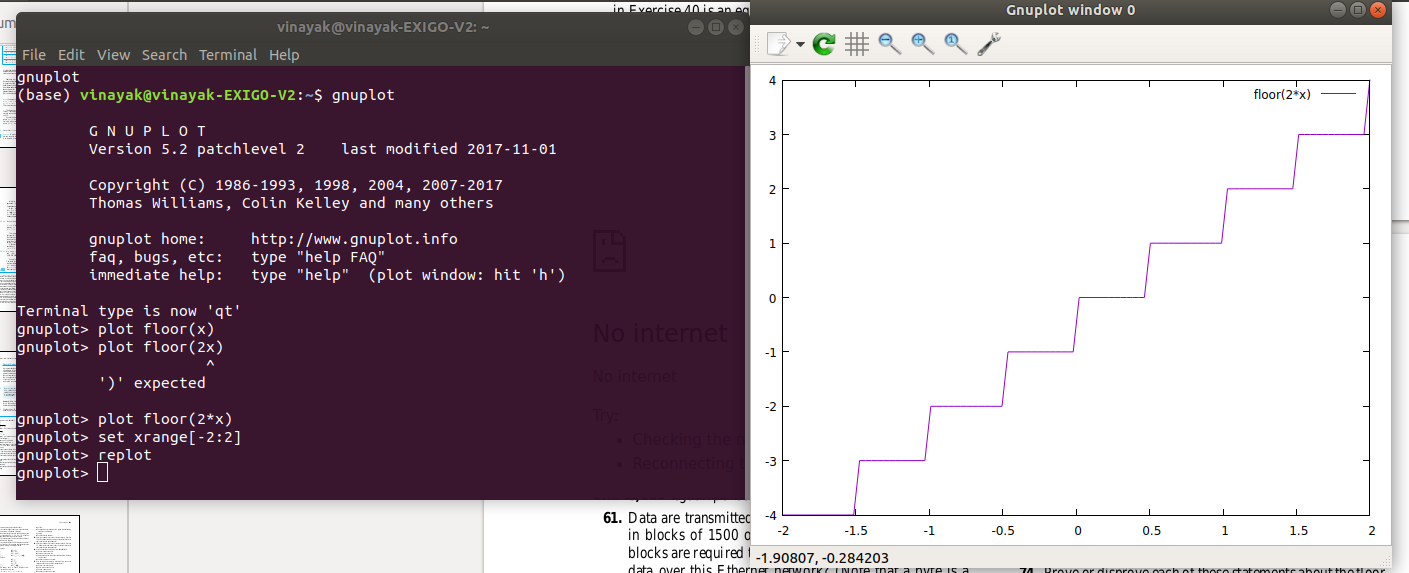 um
in Exercise 40 is an eq
vinayak@vinayak-EXIGO-V2: ~
File Edit View Search Terminal Help
gnuplot
(base) vinayak@vinayak-EXIGO-V2:~$ gnuplot
G N U P L O T
Version 5.2 patchlevel 2    last modified 2017-11-01
Copyright (C) 1986-1993, 1998, 2004, 2007-2017
Thomas Williams, Colin Kelley and many others
gnuplot home:     http://www.gnuplot.info
faq, bugs, etc:   type "help FAQ"
immediate help:   type "help"  (plot window: hit 'h')
Terminal type is now 'qt'
gnuplot> plot floor(x)
gnuplot> plot floor(2x)
^
')' expected
gnuplot> plot floor(2*x)
gnuplot> set xrange[-2:2]
gnuplot> replot
gnuplot>
No internet
No internet
Try:
• Checking the
• Reconnecting
61. Data are transmitted
in blocks of 1500 o
blocks are required t
data over this Ethernet network? (Note that a byte is a
Gnuplot window 0
floor(2*x)
4
3
2
1
0
-1
-2
-3
-4
-2 -1.5 -1 -0.5 0 0.5 1 1.5 2
-1.90807, -0.284203
74. Prove or disprove each of these statements about the floor